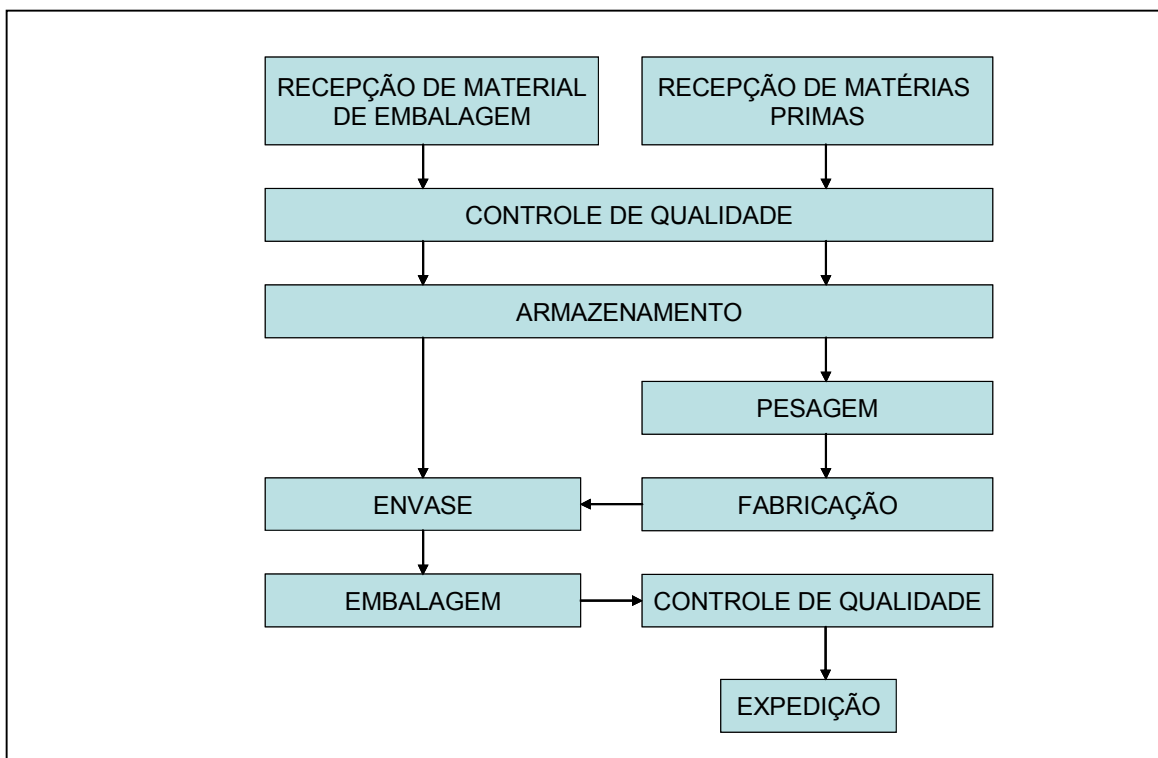 RECEPÇÃO DE MATERIAL
DE EMBALAGEM
RECEPÇÃO DE MATÉRIAS
PRIMAS
CONTROLE DE QUALIDADE
ARMAZENAMENTO
PESAGEM
ENVASE
FABRICAÇÃO
EMBALAGEM
CONTROLE DE QUALIDADE
EXPEDIÇÃO